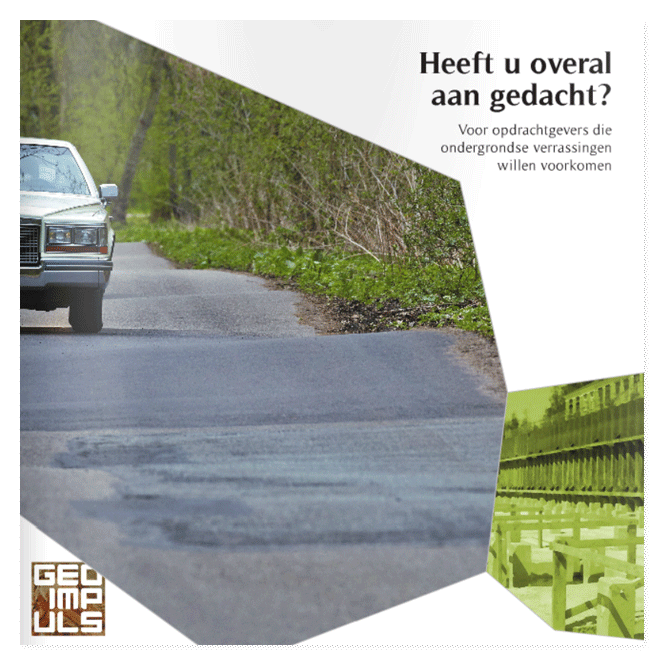 Heeft u overal
aan gedacht?
Voor opdrachtgevers die
ondergrondse verrassingen
willen voorkomen
GEO
IMP
ULS